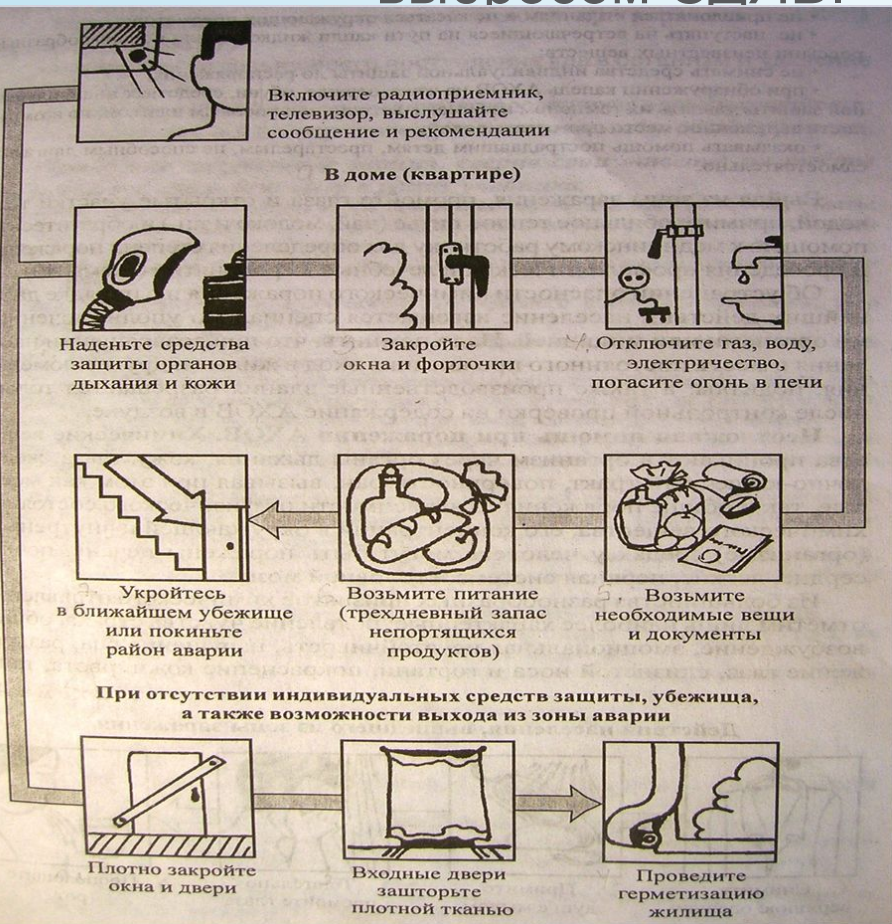 выбросом СДЯВ:
Включите радиоприемник,
телевизор, выслушайте
сообщение и рекомендации
В доме (квартире)
Наденьте средства
защиты органов
дыхания и кожи
Закройте
окна и форточки
Отключите газ, воду,
электричество,
погасите огонь в печи
Укройтесь
в ближайшем убежище
или покиньте
район аварии
Возьмите питание
(трехдневный запас
непортящихся
продуктов)
Возьмите
необходимые вещи
и документы
При отсутствии индивидуальных средств защиты, убежища,
а также возможности выхода из зоны аварии
Плотно закройте
окна и двери
Входные двери
зашторьте
плотной тканью
Проведите
герметизацию
жилища